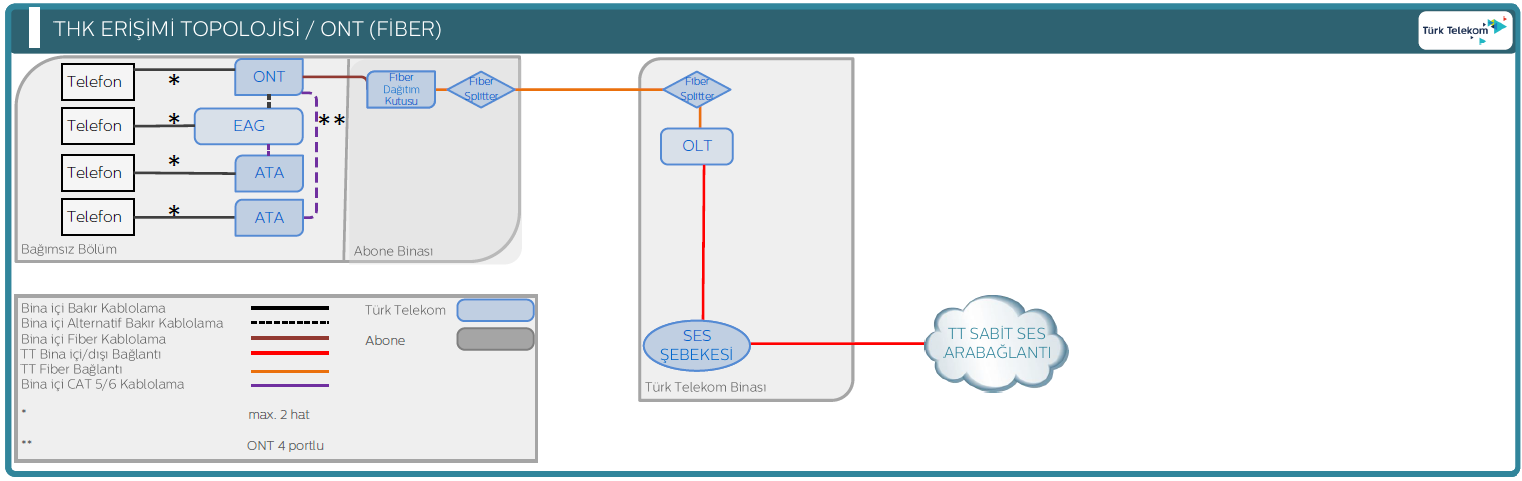 THK ERİŞİMİ TOPOLOJİSİ / ONT (FİBER)
Türk Telekom
Telefon
*
ONT
Telefon
*
EAG
**
Telefon
*
ATA
Telefon
*
ATA
Bağımsız Bölüm
Fiber
Dağıtım
Kutusu
Fiber
Splitter
Abone Binası
Fiber
Splitter
OLT
SES
ŞEBEKESİ
Türk Telekom Binası
TT SABİT SES
ARABAĞLANTI
Bina içi Bakır Kablolama
Bina içi Alternatif Bakır Kablolama
Bina içi Fiber Kablolama
TT Bina içi/dışı Bağlantı
TT Fiber Bağlantı
Bina içi CAT 5/6 Kablolama
Türk Telekom
Abone
* max. 2 hat
** ONT 4 portlu